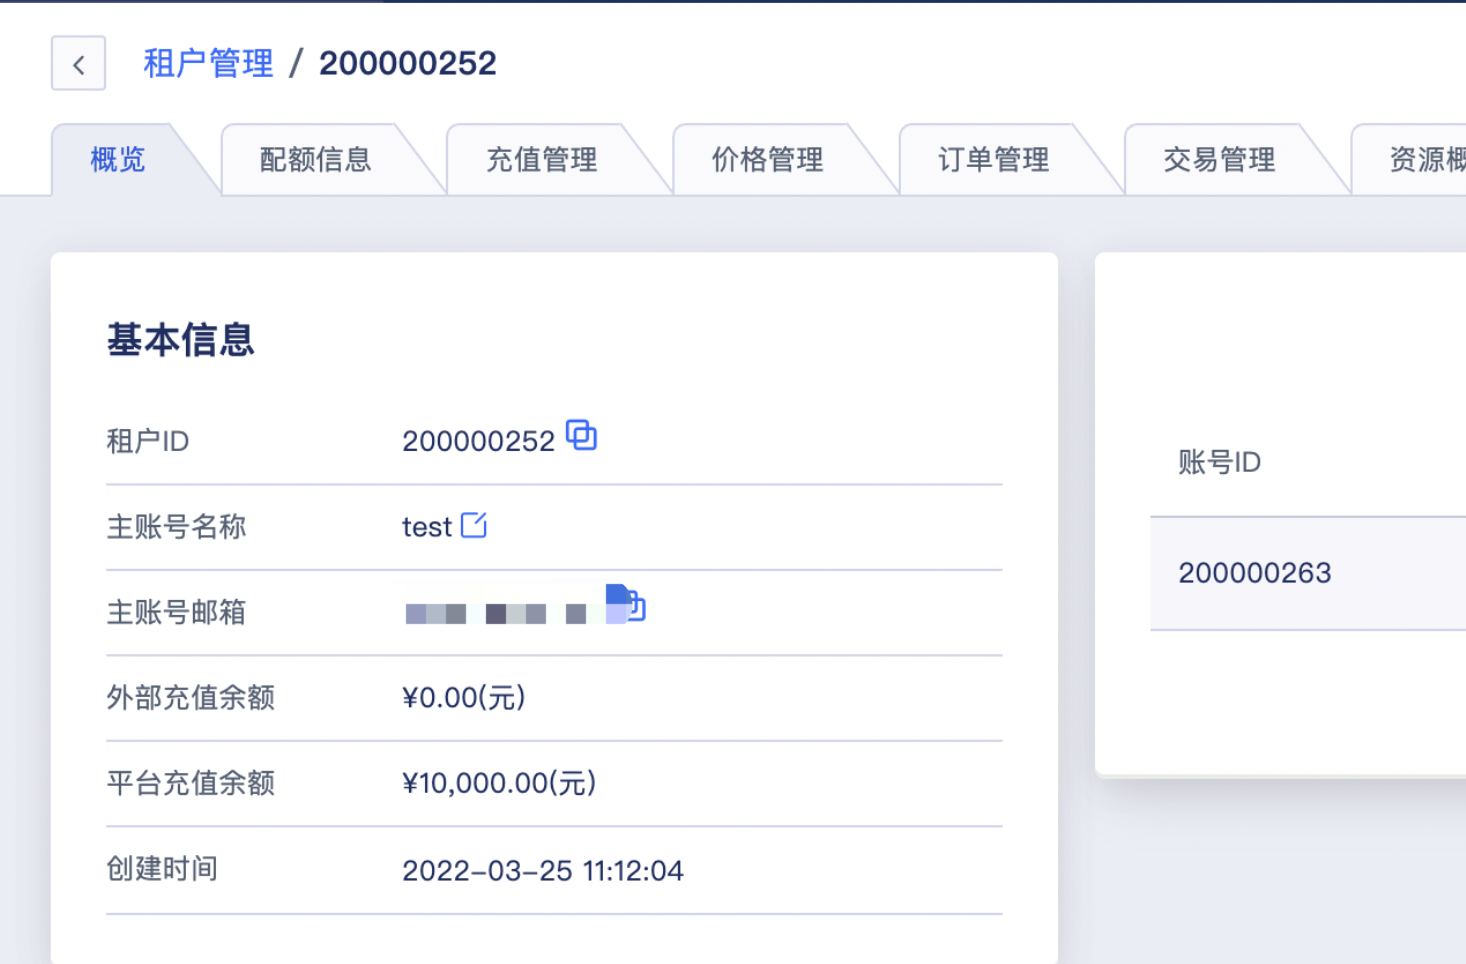 租户管理 / 200000252
概览 配额信息 充值管理 价格管理 订单管理 交易管理 资源概
基本信息
租户ID 200000252
主账号名称 test
主账号邮箱
外部充值余额 ¥0.00(元)
平台充值余额 ¥10,000.00(元)
创建时间 2022-03-25 11:12:04
账号ID
200000263